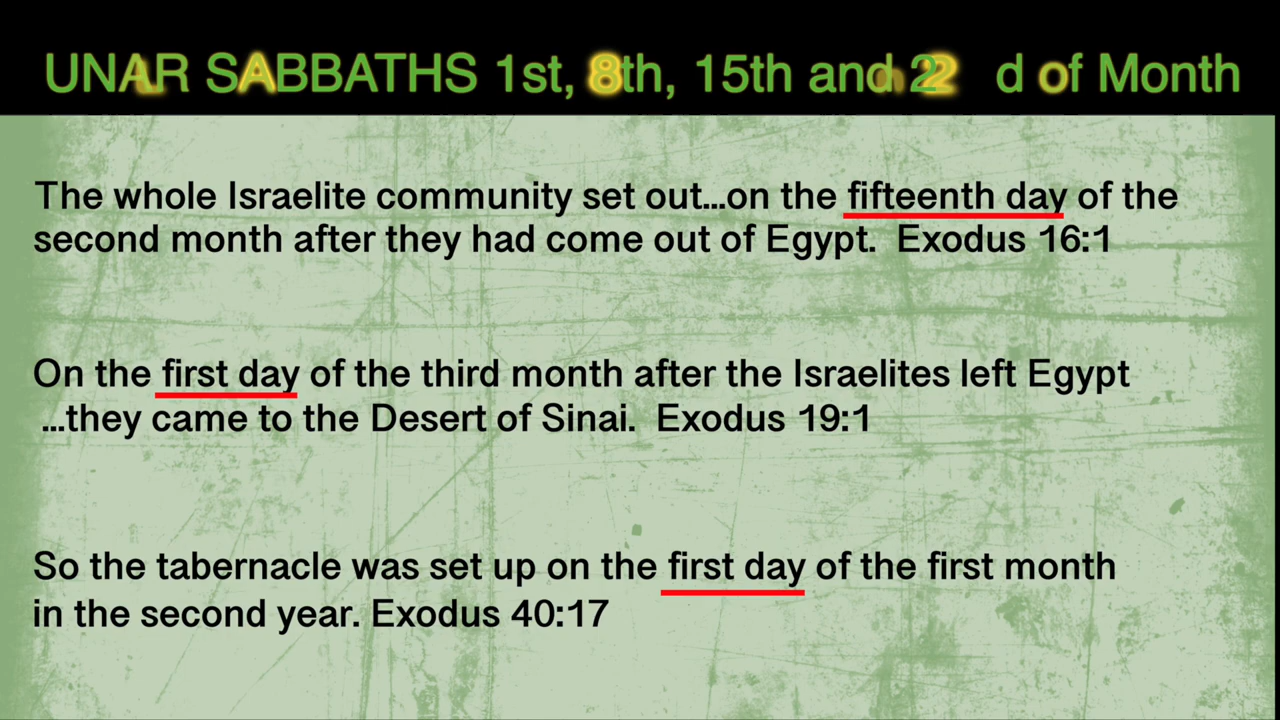 UNAR SABBATHS 1st, 8th, 15th and 22 d of Month
The whole Israelite community set out...on the fifteenth day of the
second month after they had come out of Egypt. Exodus 16:1
On the first day of the third month after the Israelites left Egypt
...they came to the Desert of Sinai. Exodus 19:1
So the tabernacle was set up on the first day of the first month
in the second year. Exodus 40:17